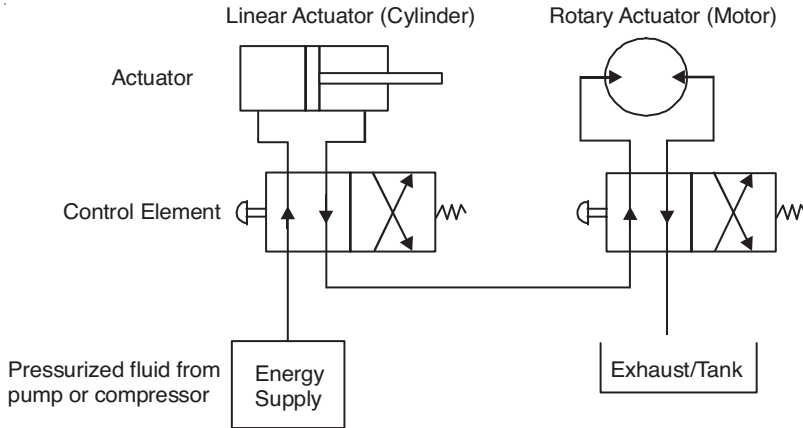 Linear Actuator (Cylinder)
Rotary Actuator (Motor)
Actuator
Control Element
Pressurized fluid from
pump or compressor
Energy
Supply
Exhaust/Tank